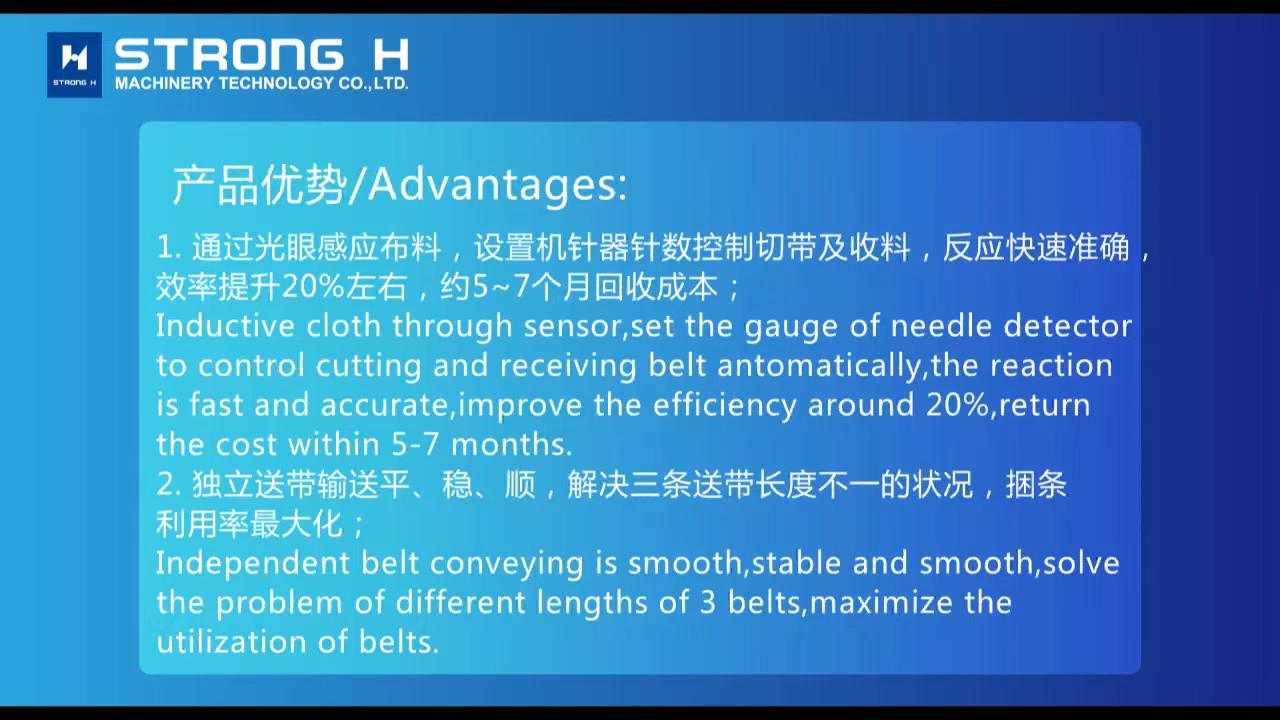 STRONG H
STRONG H
MACHINERY TECHNOLOGY CO.,LTD.
产品优势/Advantages:
1. 通过光眼感应布料，设置机针器针数控制切带及收料，反应快速准确，
效率提升20%左右，约5~7个月回收成本；
Inductive cloth through sensor,set the gauge of needle detector
to control cutting and receiving belt antomatically,the reaction
is fast and accurate,improve the efficiency around 20%,return
the cost within 5-7 months.
2. 独立送带输送平、稳、顺，解决三条送带长度不一的状况，捆条
利用率最大化；
Independent belt conveying is smooth,stable and smooth,solve
the problem of different lengths of 3 belts,maximize the
utilization of belts.